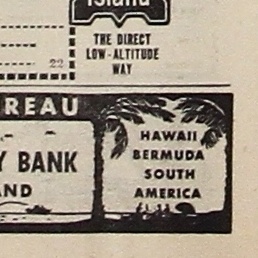 Island
THE DIRECT
LOW-ALTITUDE
WAY
22
REAU
Y BANK
AND
HAWAII
BERMUDA
SOUTH
AMERICA